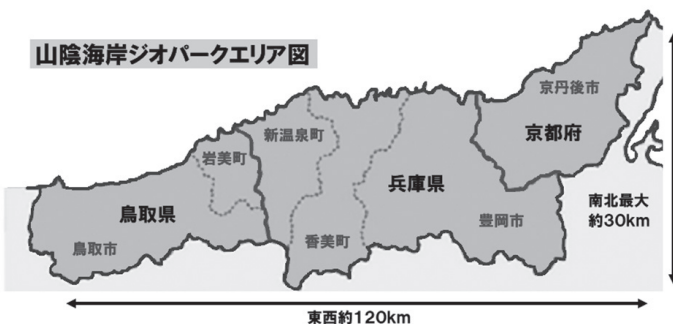 山陰海岸ジオパークエリア図
京丹後市
京都府
新温泉町
岩美町
兵庫県
鳥取県
南北最大
約30km
豊岡市
鳥取市
香美町
東西約120km